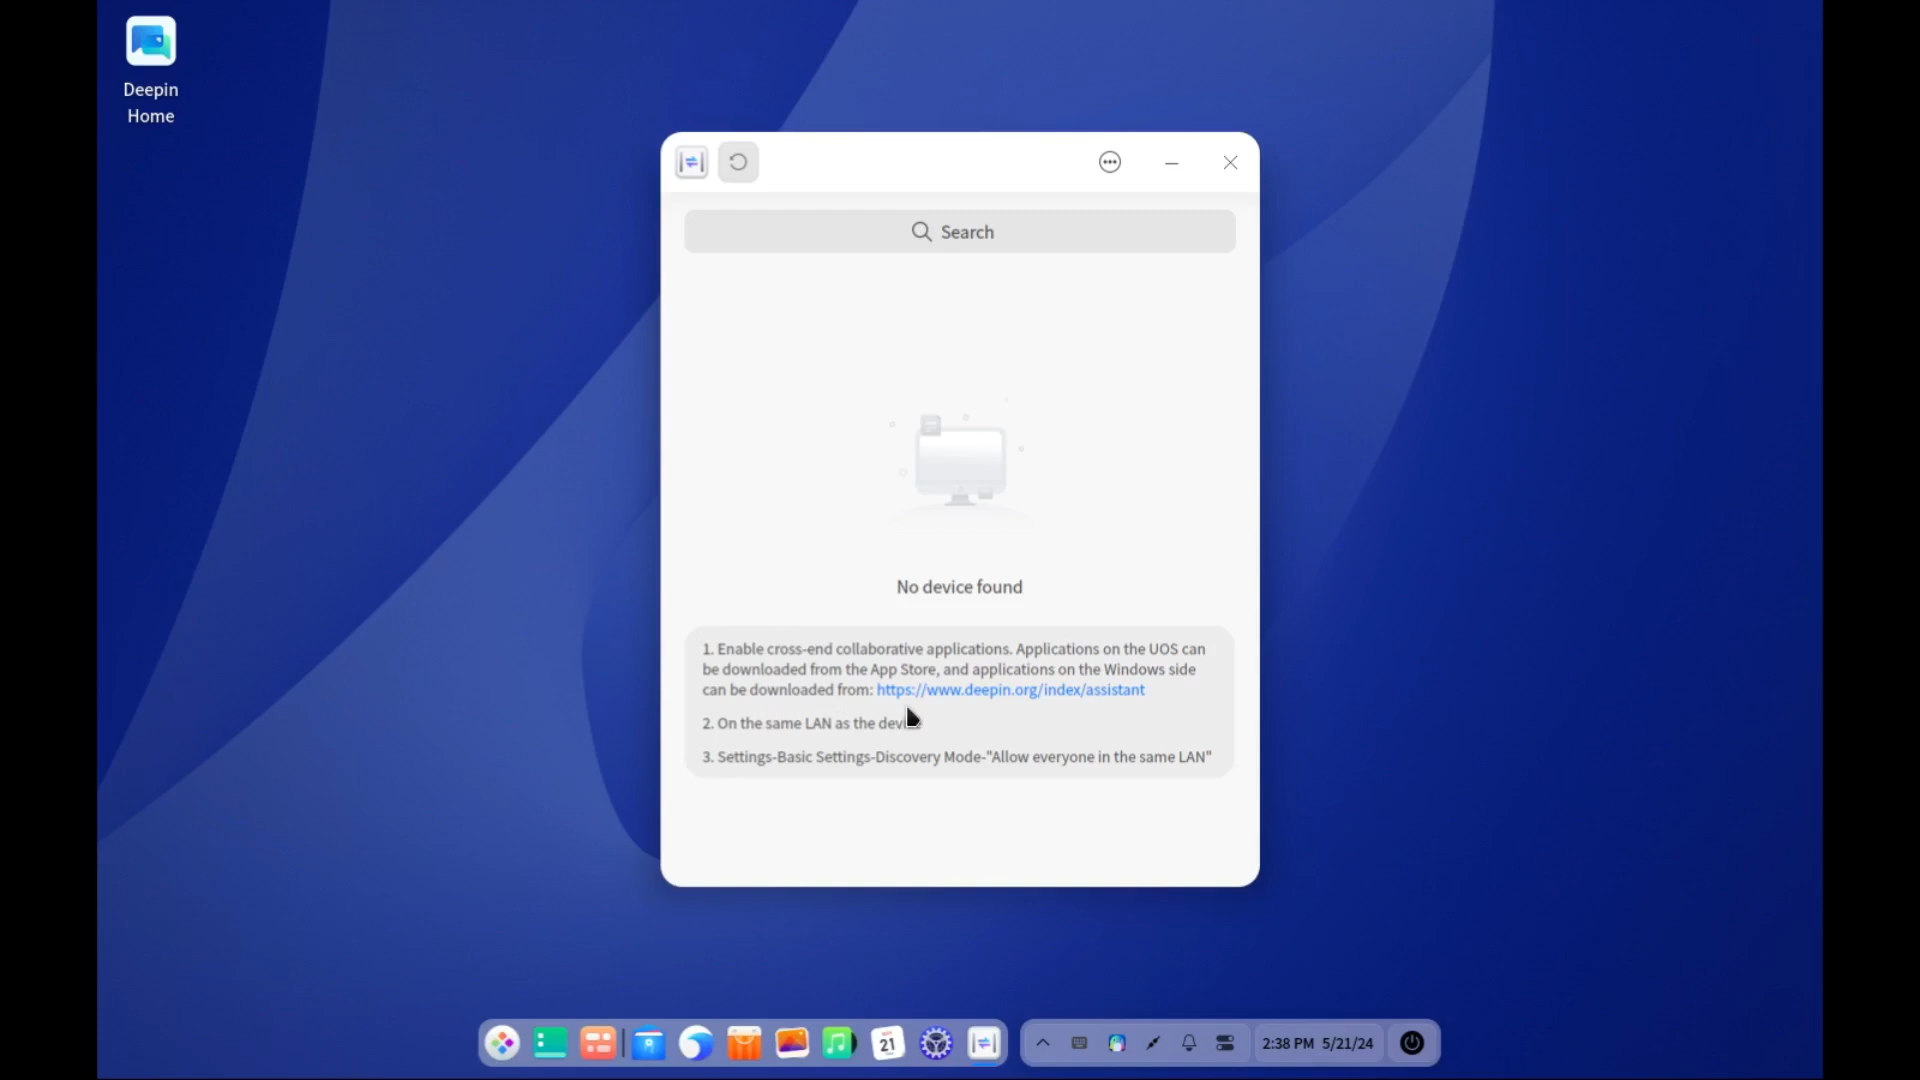 Deepin
Home
Search
No device found
1. Enable cross-end collaborative applications. Applications on the UOS can
be downloaded from the App Store, and applications on the Windows side
can be downloaded from: https://www.deepin.org/index/assistant
2. On the same LAN as the
3. Settings-Basic Settings-Discovery Mode-"Allow everyone in the same LAN"
21
2:38 PM 5/21/24